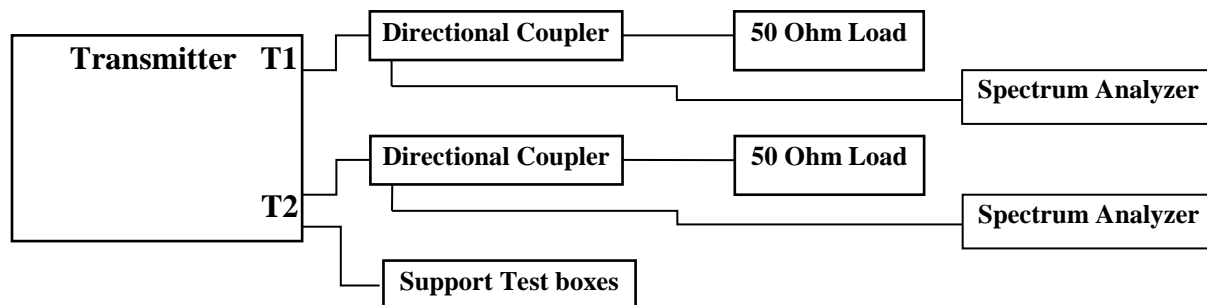 Directional Coupler
50 Ohm Load
Transmitter T1
Spectrum Analyzer
Directional Coupler
50 Ohm Load
T2
Spectrum Analyzer
Support Test boxes